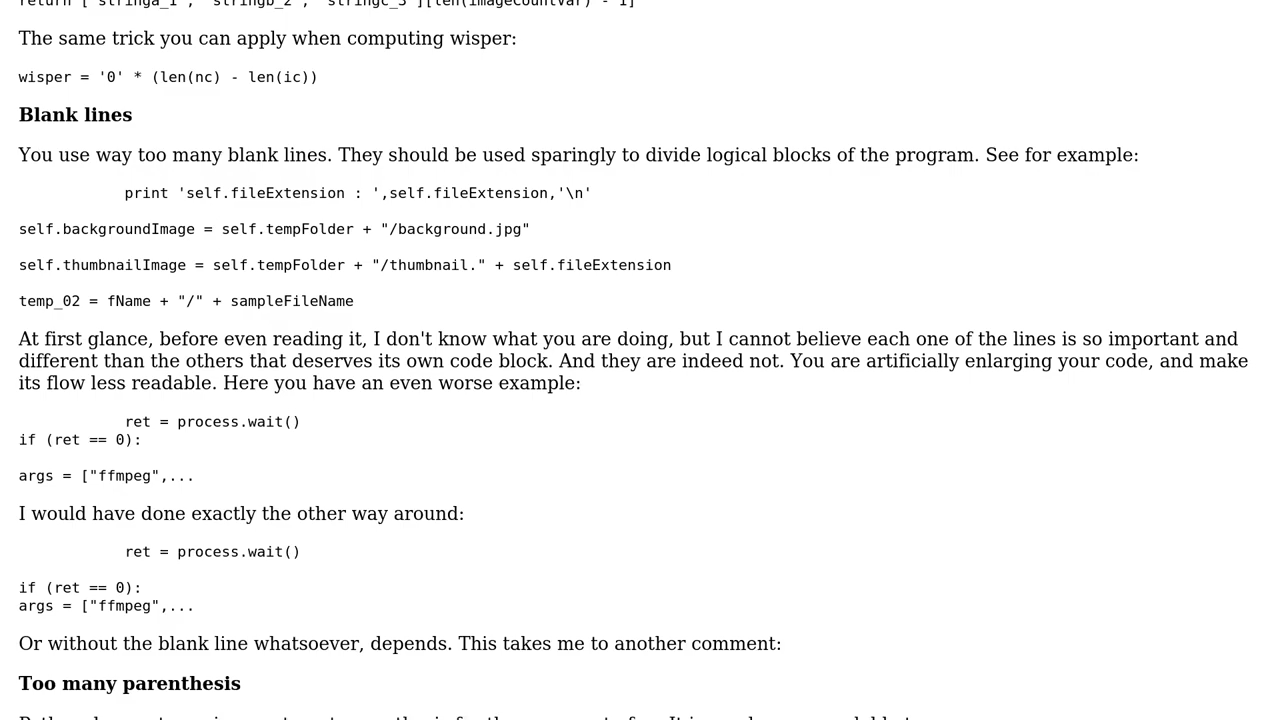 return ['stringa_1', 'stringb_2', 'stringc_3'][len(imageCountVar) - 1]
The same trick you can apply when computing wisper:
wisper = '0' * (len(nc) - len(ic))
Blank lines
You use way too many blank lines. They should be used sparingly to divide logical blocks of the program. See for example:
print 'self.fileExtension : ',self.fileExtension,'\n'
self.backgroundImage = self.tempFolder + "/background.jpg"
self.thumbnailImage = self.tempFolder + "/thumbnail." + self.fileExtension
temp_02 = fName + "/" + sampleFileName
At first glance, before even reading it, I don't know what you are doing, but I cannot believe each one of the lines is so important and
different than the others that deserves its own code block. And they are indeed not. You are artificially enlarging your code, and make
its flow less readable. Here you have an even worse example:
ret = process.wait()
if (ret == 0):
args = ["ffmpeg",...
I would have done exactly the other way around:
ret = process.wait()
if (ret == 0):
args = ["ffmpeg",...
Or without the blank line whatsoever, depends. This takes me to another comment:
Too many parenthesis